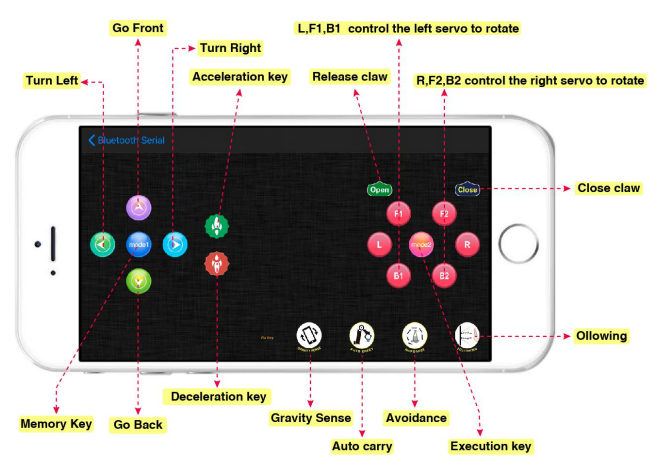 Go Front
L,F1,B1 control the left servo to rotate
Turn Right
Turn Left
Acceleration key
Release claw
R,F2,B2 control the right servo to rotate
Bluetooth Serial
Open
Close
Close claw
F1
F2
mode1
L
mode2
R
B1
B2
Ollowing
Deceleration key
Memory Key
Go Back
Gravity Sense
Avoidance
Auto carry
Execution key